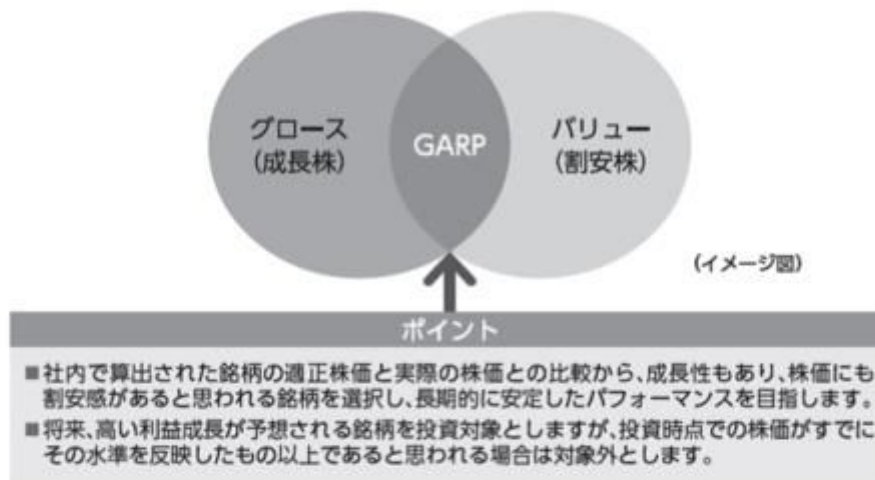 グロース
(成長株)
GARP
バリュー
(割安株)
(イメージ図)
ポイント
■社内で算出された銘柄の適正株価と実際の株価との比較から、成長性もあり、株価にも
割安感があると思われる銘柄を選択し、長期的に安定したパフォーマンスを目指します。
■将来、高い利益成長が予想される銘柄を投資対象としますが、投資時点での株価がすでに
その水準を反映したもの以上であると思われる場合は対象外とします。